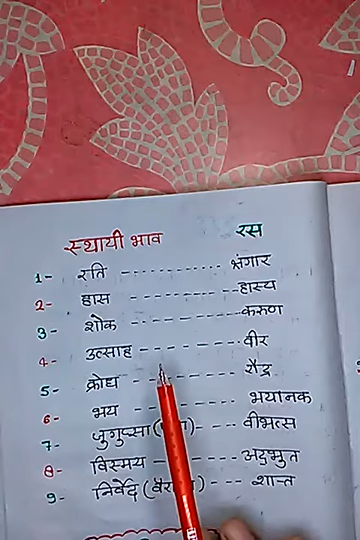 स्थायी भाव रस
1- रति ----------- श्रंगार
2- हास ----------- हास्य
3- शोक ---------- करुण
4- उत्साह -------- वीर
5- क्रोध -------- रौद्र
6- भय -------- भयानक
7- जुगुप्सा ---- वीभत्स
8- विस्मय -------- अद्भुत
9- निर्वेद ---- शान्त